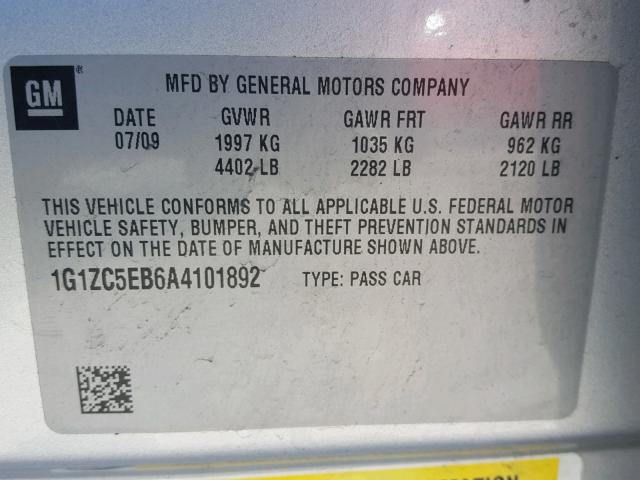 GM®
MFD BY GENERAL MOTORS COMPANY
DATE GVWR GAWR FRT GAWR RR
07/09 1997 KG 1035 KG 962 KG
4402 LB 2282 LB 2120 LB
THIS VEHICLE CONFORMS TO ALL APPLICABLE U.S. FEDERAL MOTOR
VEHICLE SAFETY, BUMPER, AND THEFT PREVENTION STANDARDS IN
EFFECT ON THE DATE OF MANUFACTURE SHOWN ABOVE.
1G1ZC5EB6A4101892 TYPE: PASS CAR